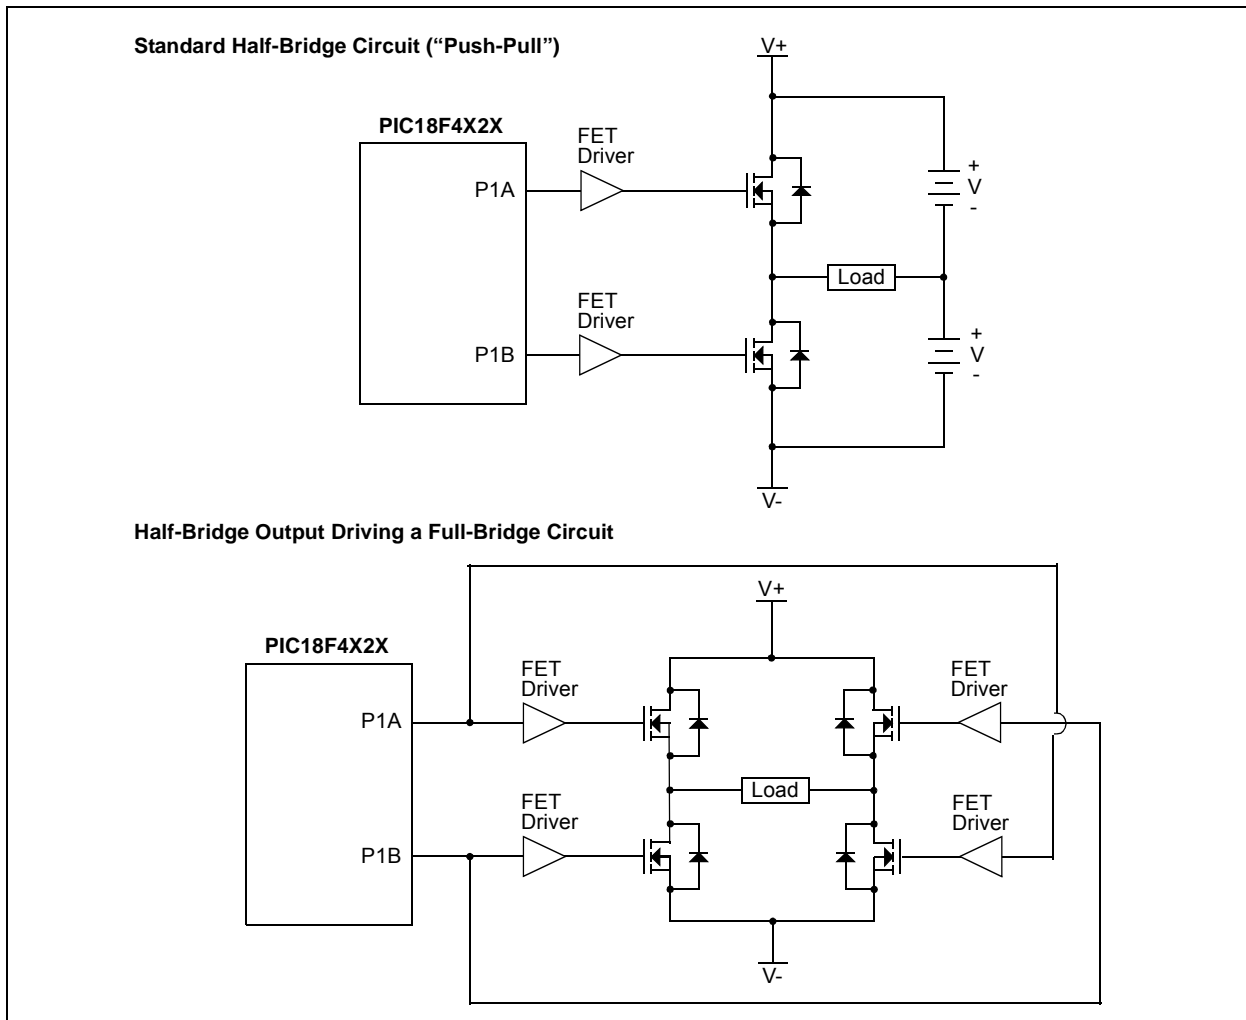 Standard Half-Bridge Circuit (“Push-Pull”)
V+
PIC18F4X2X
FET
Driver
P1A
+
V
-
Load
FET
Driver
P1B
+
V
-
V-
Half-Bridge Output Driving a Full-Bridge Circuit
V+
PIC18F4X2X
FET
Driver
FET
Driver
P1A
Load
FET
Driver
FET
Driver
P1B
V-